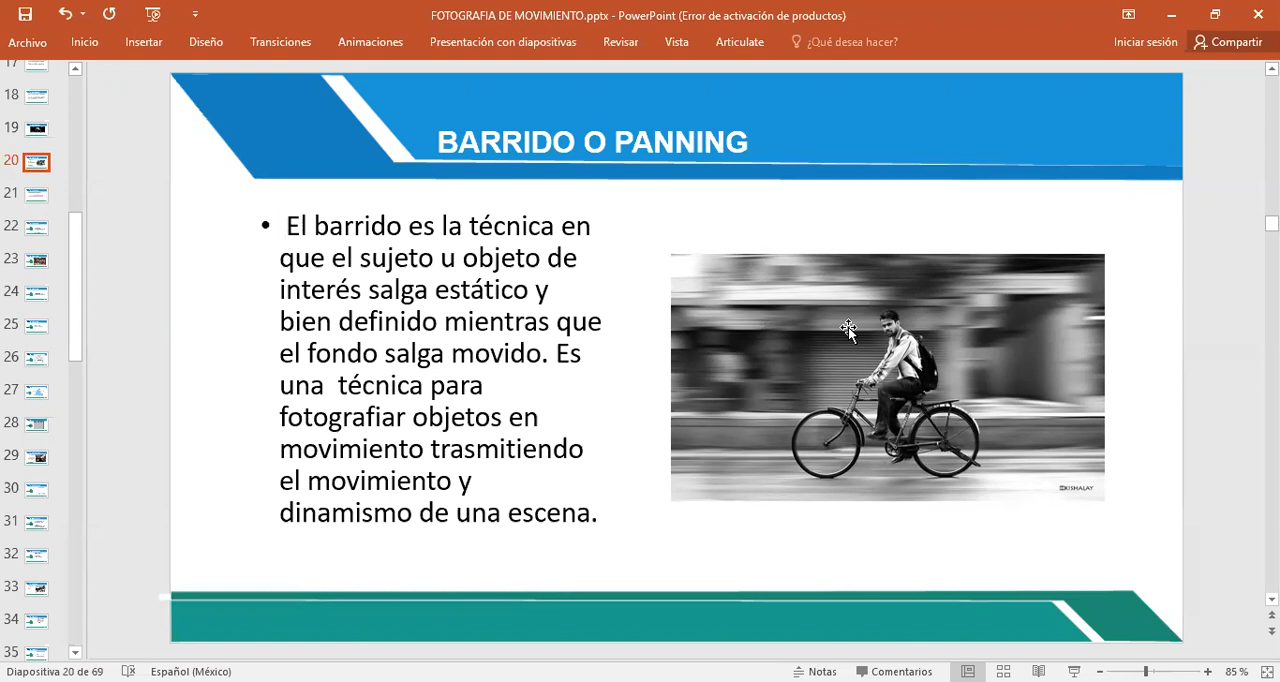 FOTOGRAFIA DE MOVIMIENTO.pptx - PowerPoint (Error de activación de productos)
Archivo Inicio Insertar Diseño Transiciones Animaciones Presentación con diapositivas Revisar Vista Articulate ¿Qué desea hacer? Iniciar sesión Compartir
17
18
19
20
21
22
23
24
25
26
27
28
29
30
31
32
33
34
35
BARRIDO O PANNING
• El barrido es la técnica en
que el sujeto u objeto de
interés salga estático y
bien definido mientras que
el fondo salga movido. Es
una técnica para
fotografiar objetos en
movimiento trasmitiendo
el movimiento y
dinamismo de una escena.
KISHALAY
Diapositiva 20 de 69 Español (México) Notas Comentarios 85 %